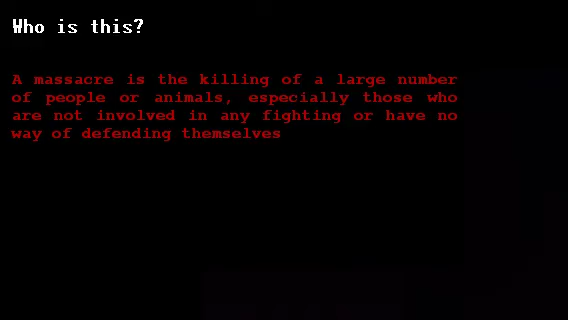 Who is this?
A massacre is the killing of a large number
of people or animals, especially those who
are not involved in any fighting or have no
way of defending themselves